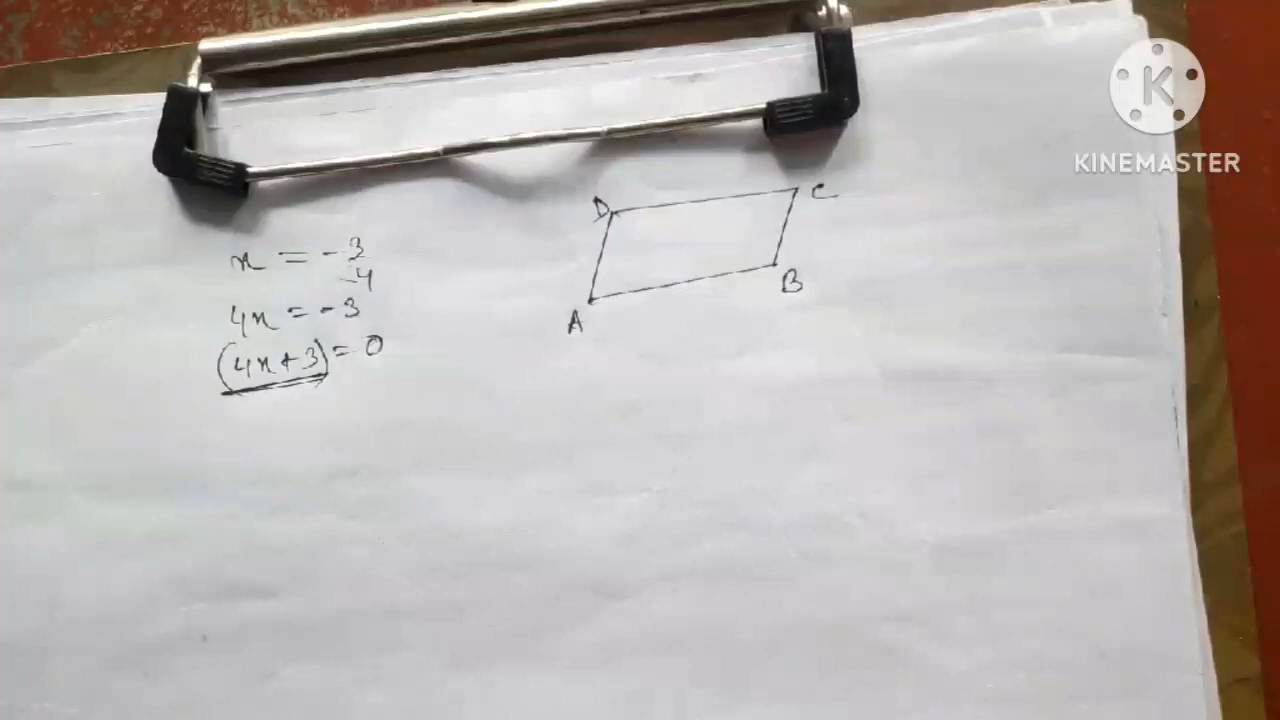 x = -3/4
4x = -3
(4x+3) = 0
D
C
A
B
K
KINEMASTER